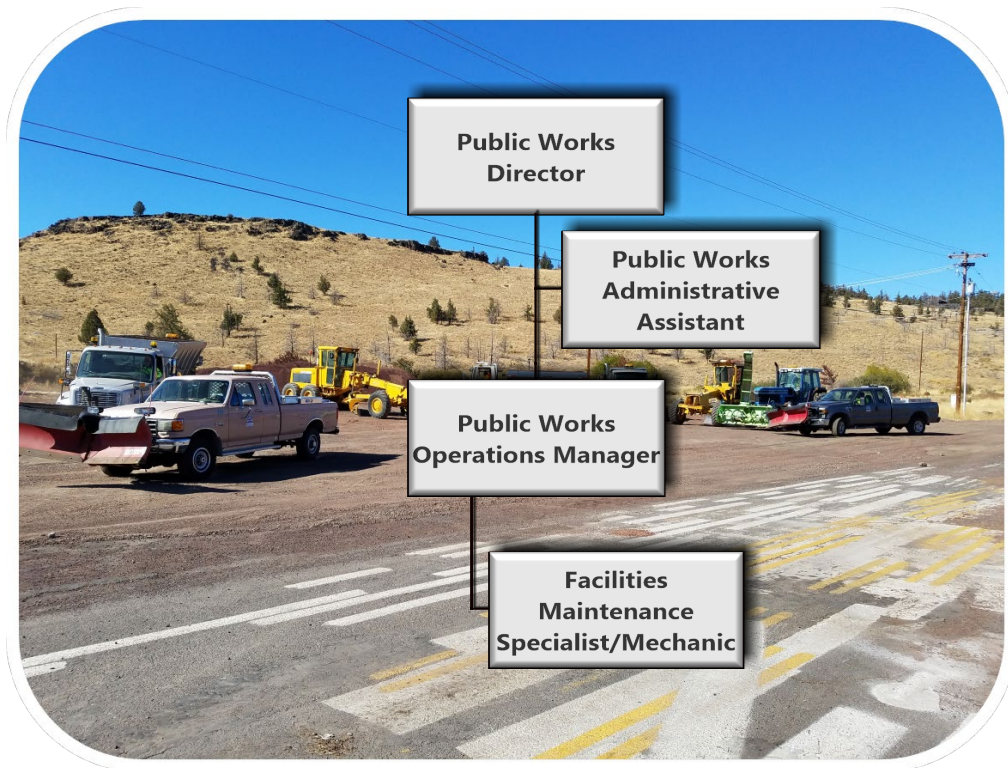 Public Works
Director
Public Works
Administrative
Assistant
Public Works
Operations Manager
Facilities
Maintenance
Specialist/Mechanic